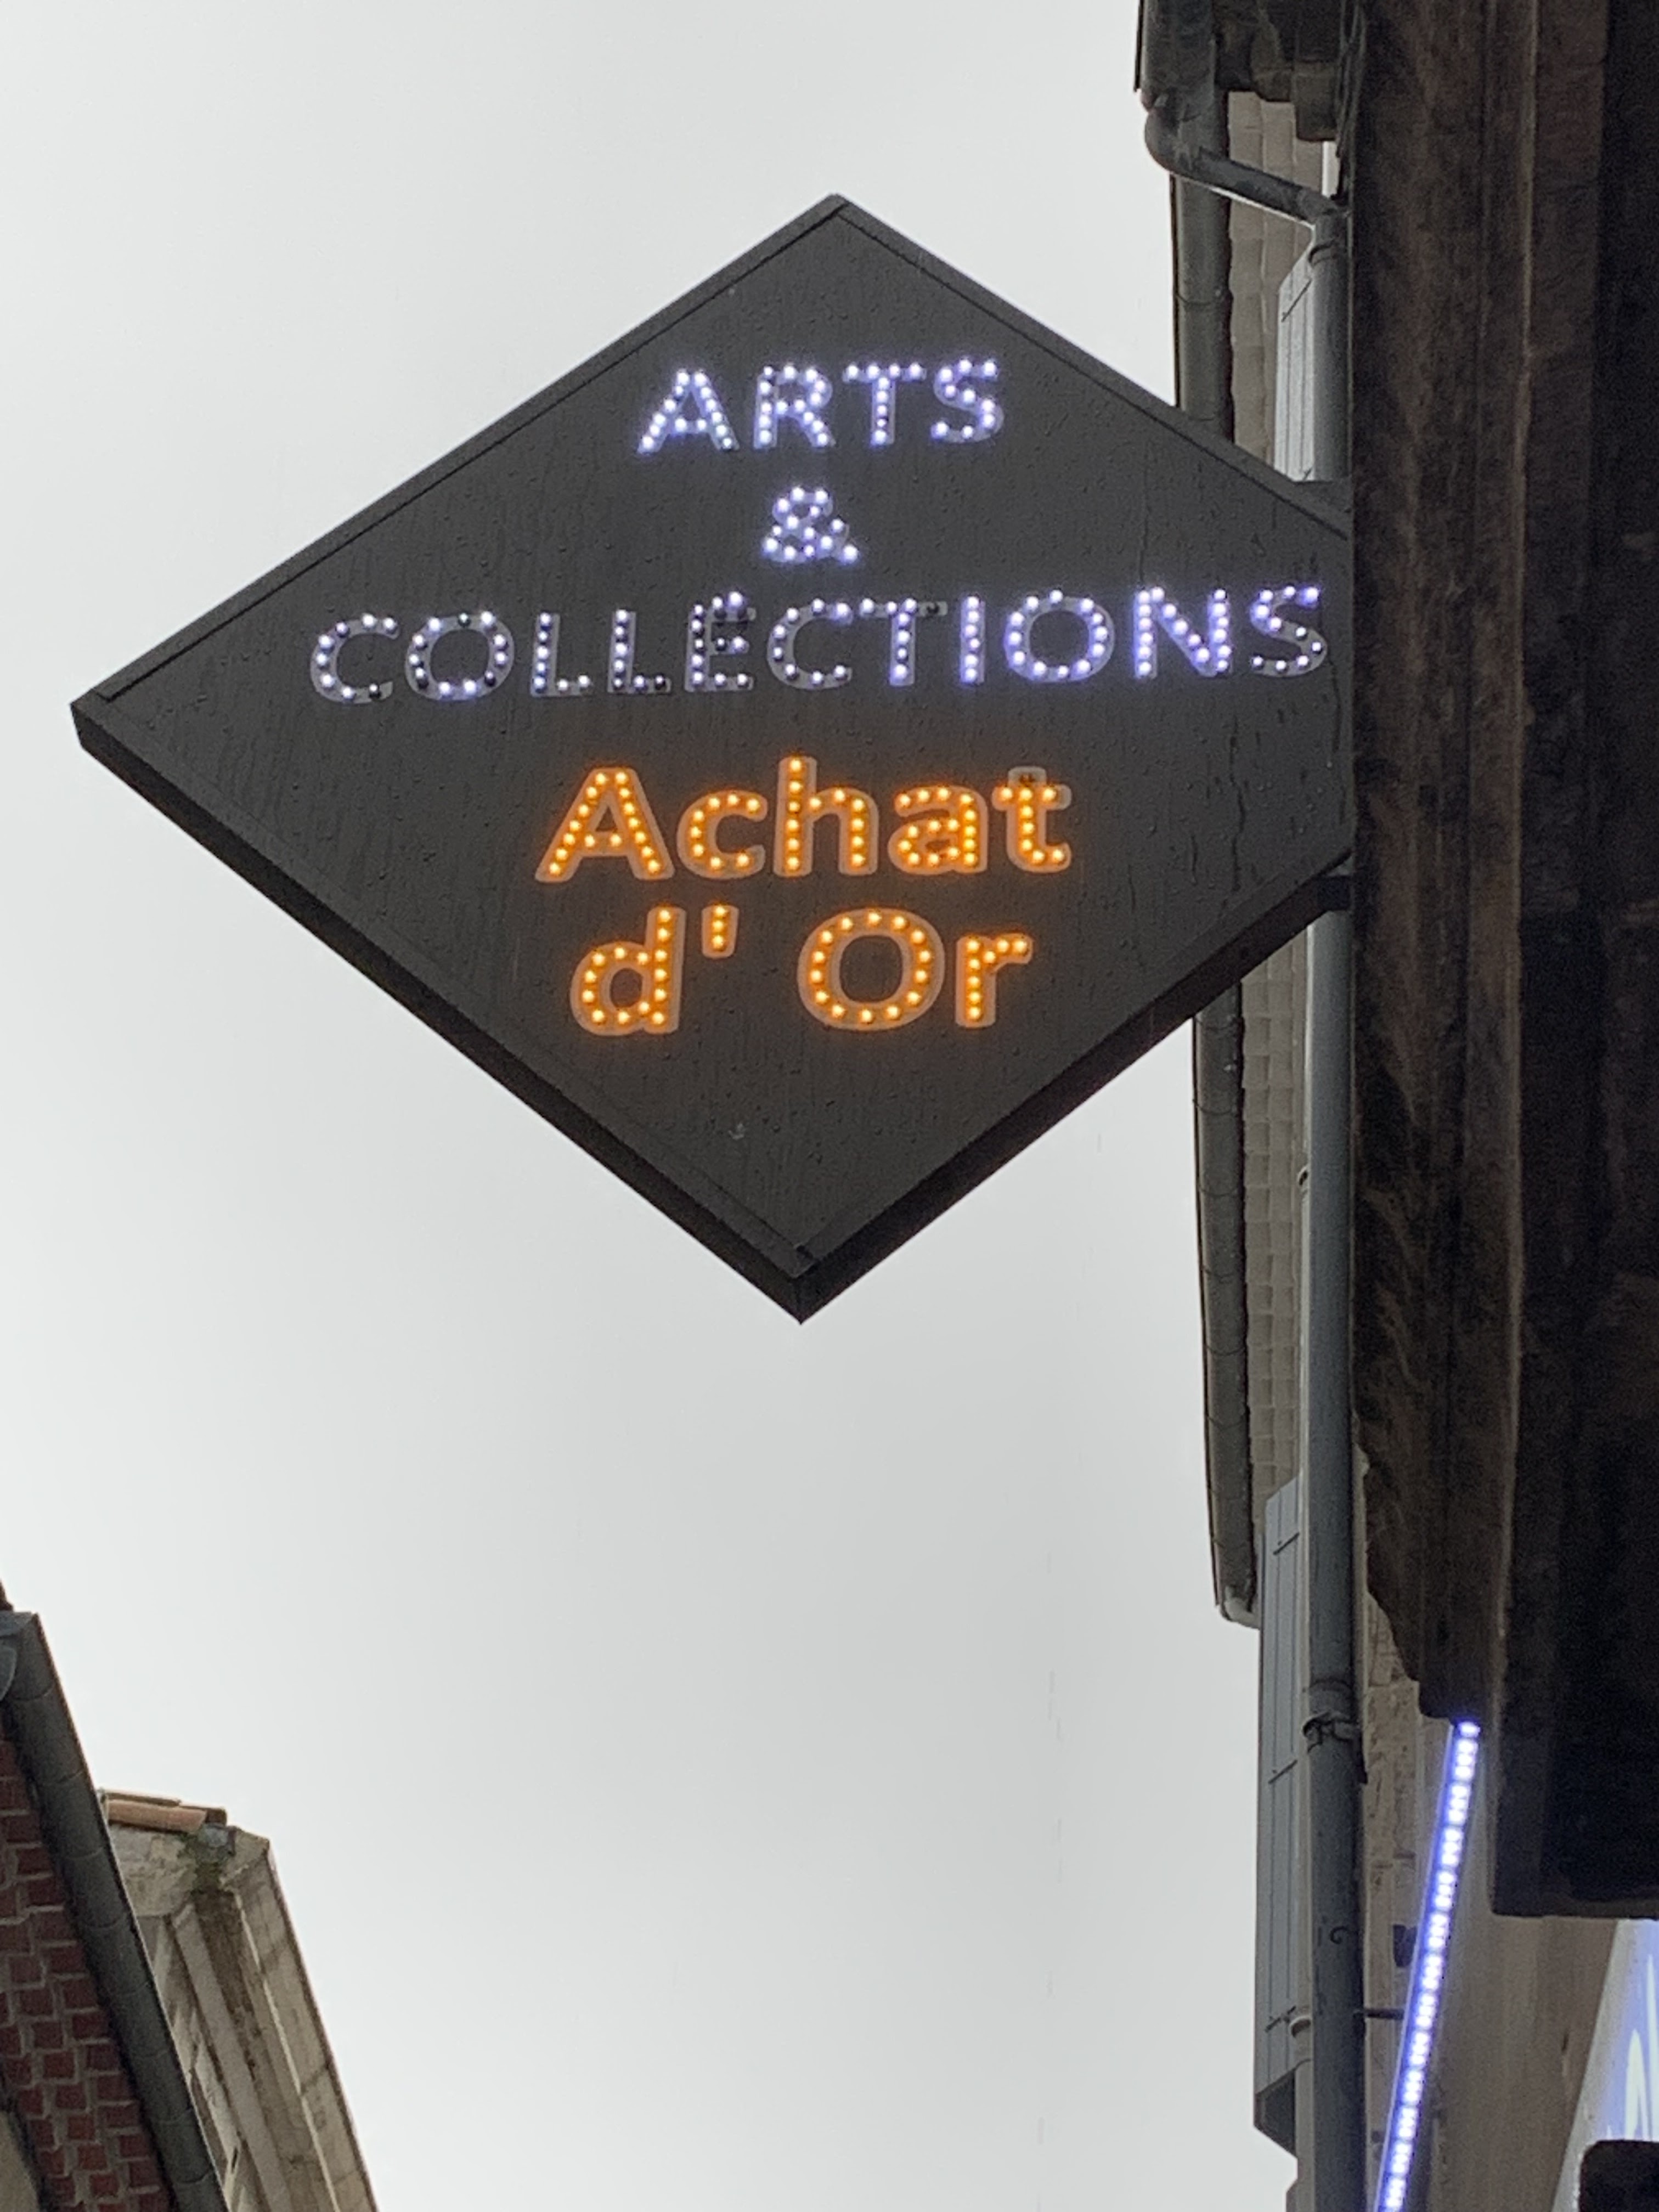 ARTS
&
COLLECTIONS
Achat
d' Or